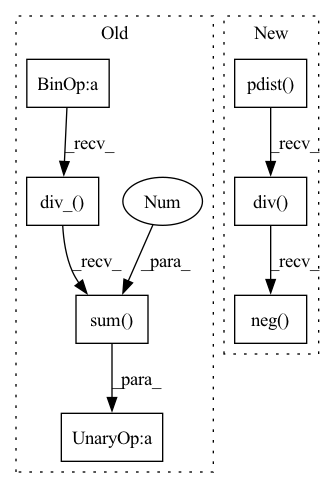 Old
New
BinOp:a
pdist()
_recv_
_recv_
div_()
Num
div()
_recv_
_para_
_recv_
sum()
neg()
_para_
UnaryOp:a